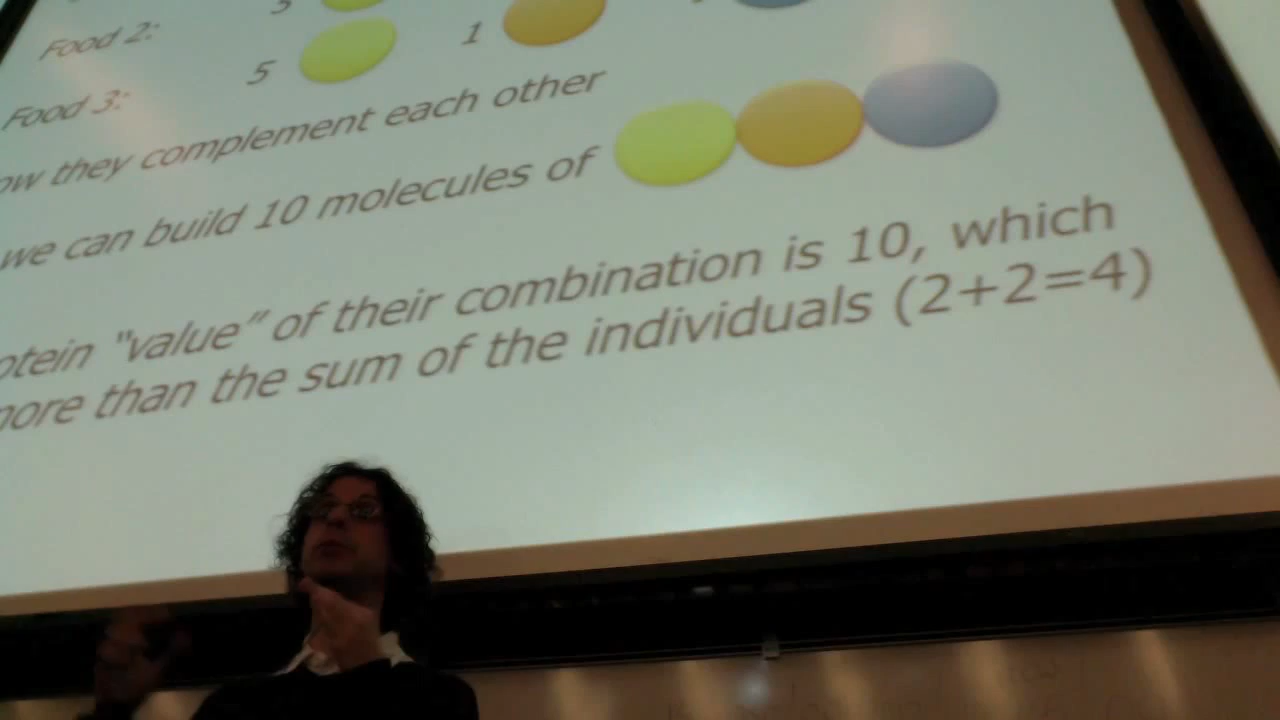 3
Food 2:
5 1
Food 3:
ow they complement each other
we can build 10 molecules of
otein "value" of their combination is 10, which
more than the sum of the individuals (2+2=4)